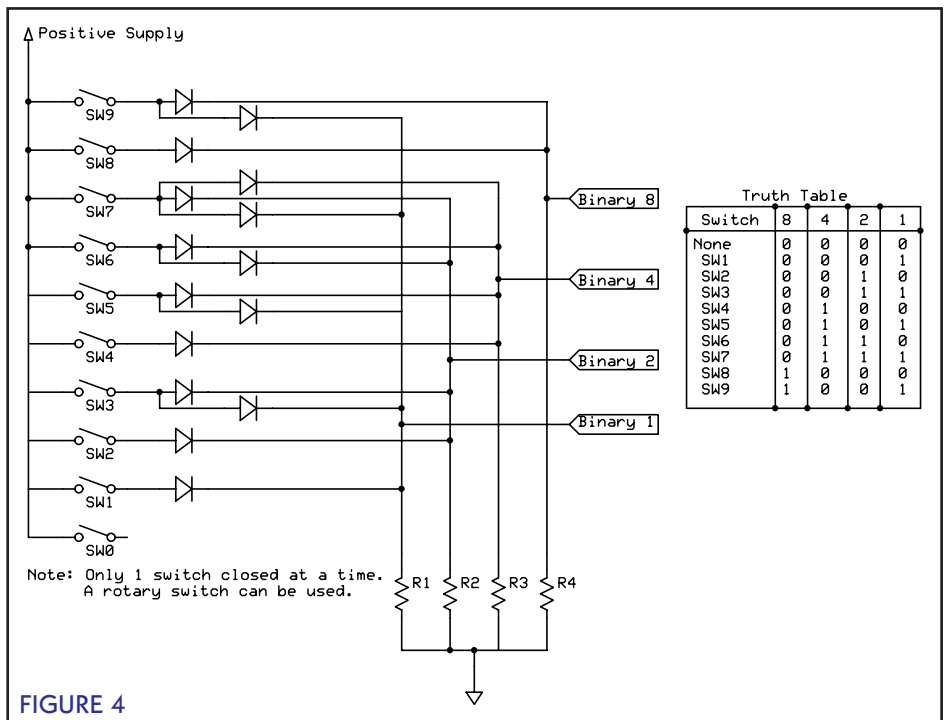 Positive Supply
SW9
SW8
SW7
SW6
SW5
SW4
SW3
SW2
SW1
SW0
Binary 8
Binary 4
Binary 2
Binary 1
R1 R2 R3 R4
Note: Only 1 switch closed at a time.
A rotary switch can be used.
Truth Table
Switch 8 4 2 1
None 0 0 0 0
SW1 0 0 0 1
SW2 0 0 1 0
SW3 0 0 1 1
SW4 0 1 0 0
SW5 0 1 0 1
SW6 0 1 1 0
SW7 0 1 1 1
SW8 1 0 0 0
SW9 1 0 0 1
FIGURE 4